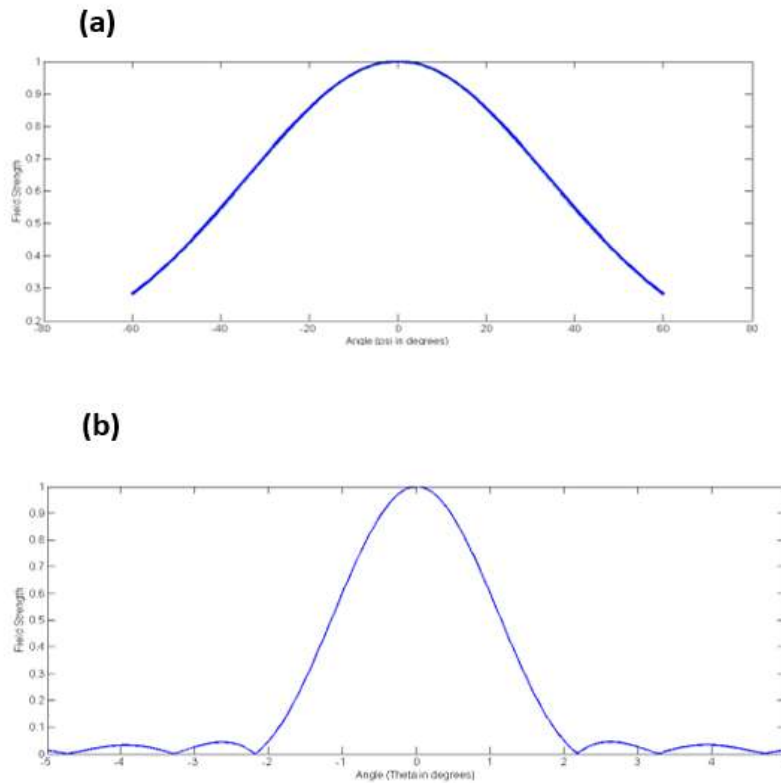 (a)
1
0.9
0.8
0.7
0.6
0.5
0.4
0.3
0.2
Field Strength
-80 -60 -40 -20 0 20 40 60 80
Angle (psi in degrees)
(b)
1
0.9
0.8
0.7
0.6
0.5
0.4
0.3
0.2
0.1
0
Field Strength
-5 -4 -3 -2 -1 0 1 2 3 4
Angle (Theta in degrees)